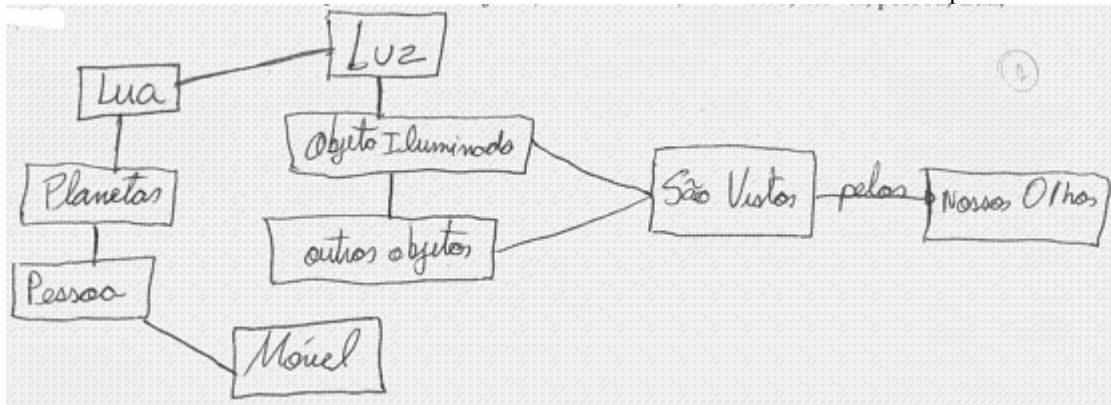 Luz
Lua
Objeto Iluminado
Planetas
São Vistos
pelos
Nossos Olhos
outros objetos
Pessoa
Móvel